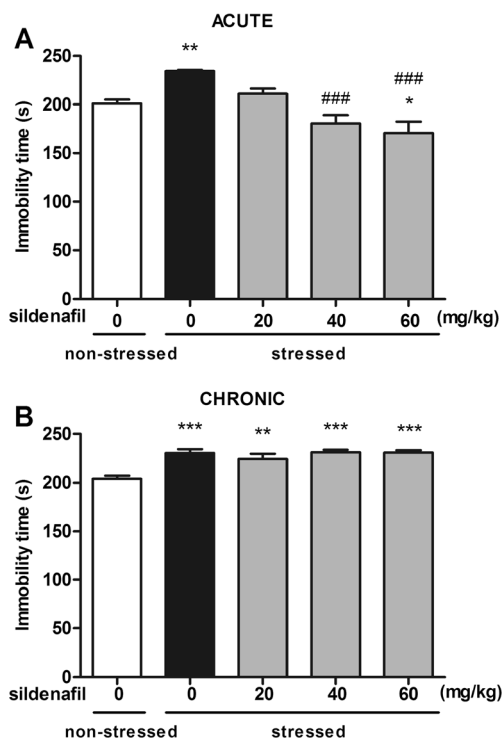 ACUTE
A
**
###
###
*
250
200
150
100
50
0
Immobility time (s)
sildenafil 0 0 20 40 60 (mg/kg)
non-stressed stressed
CHRONIC
B
*** ** *** ***
250
200
150
100
50
0
Immobility time (s)
sildenafil 0 0 20 40 60 (mg/kg)
non-stressed stressed